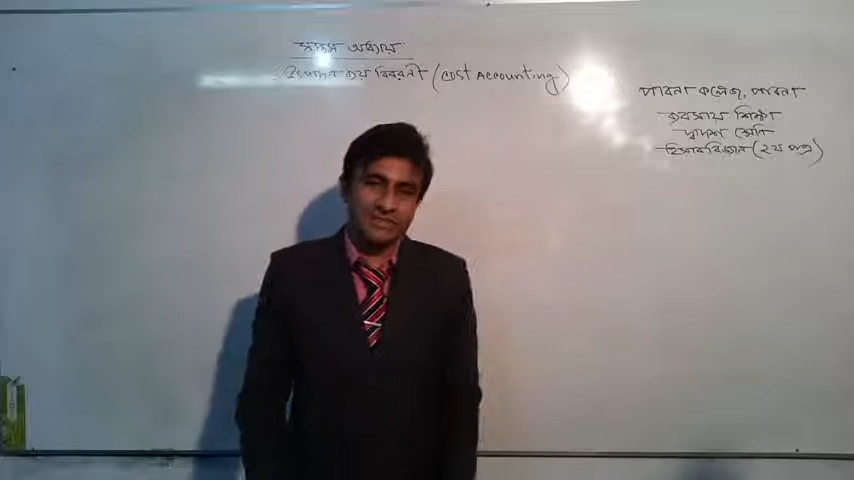 সপ্তম অধ্যায়
উৎপাদন ব্যয় বিবরণী (Cost Accounting)
পাবনা কলেজ, পাবনা
ব্যবসায় শিক্ষা
দ্বাদশ শ্রেণি
হিসাববিজ্ঞান (২য় পত্র)